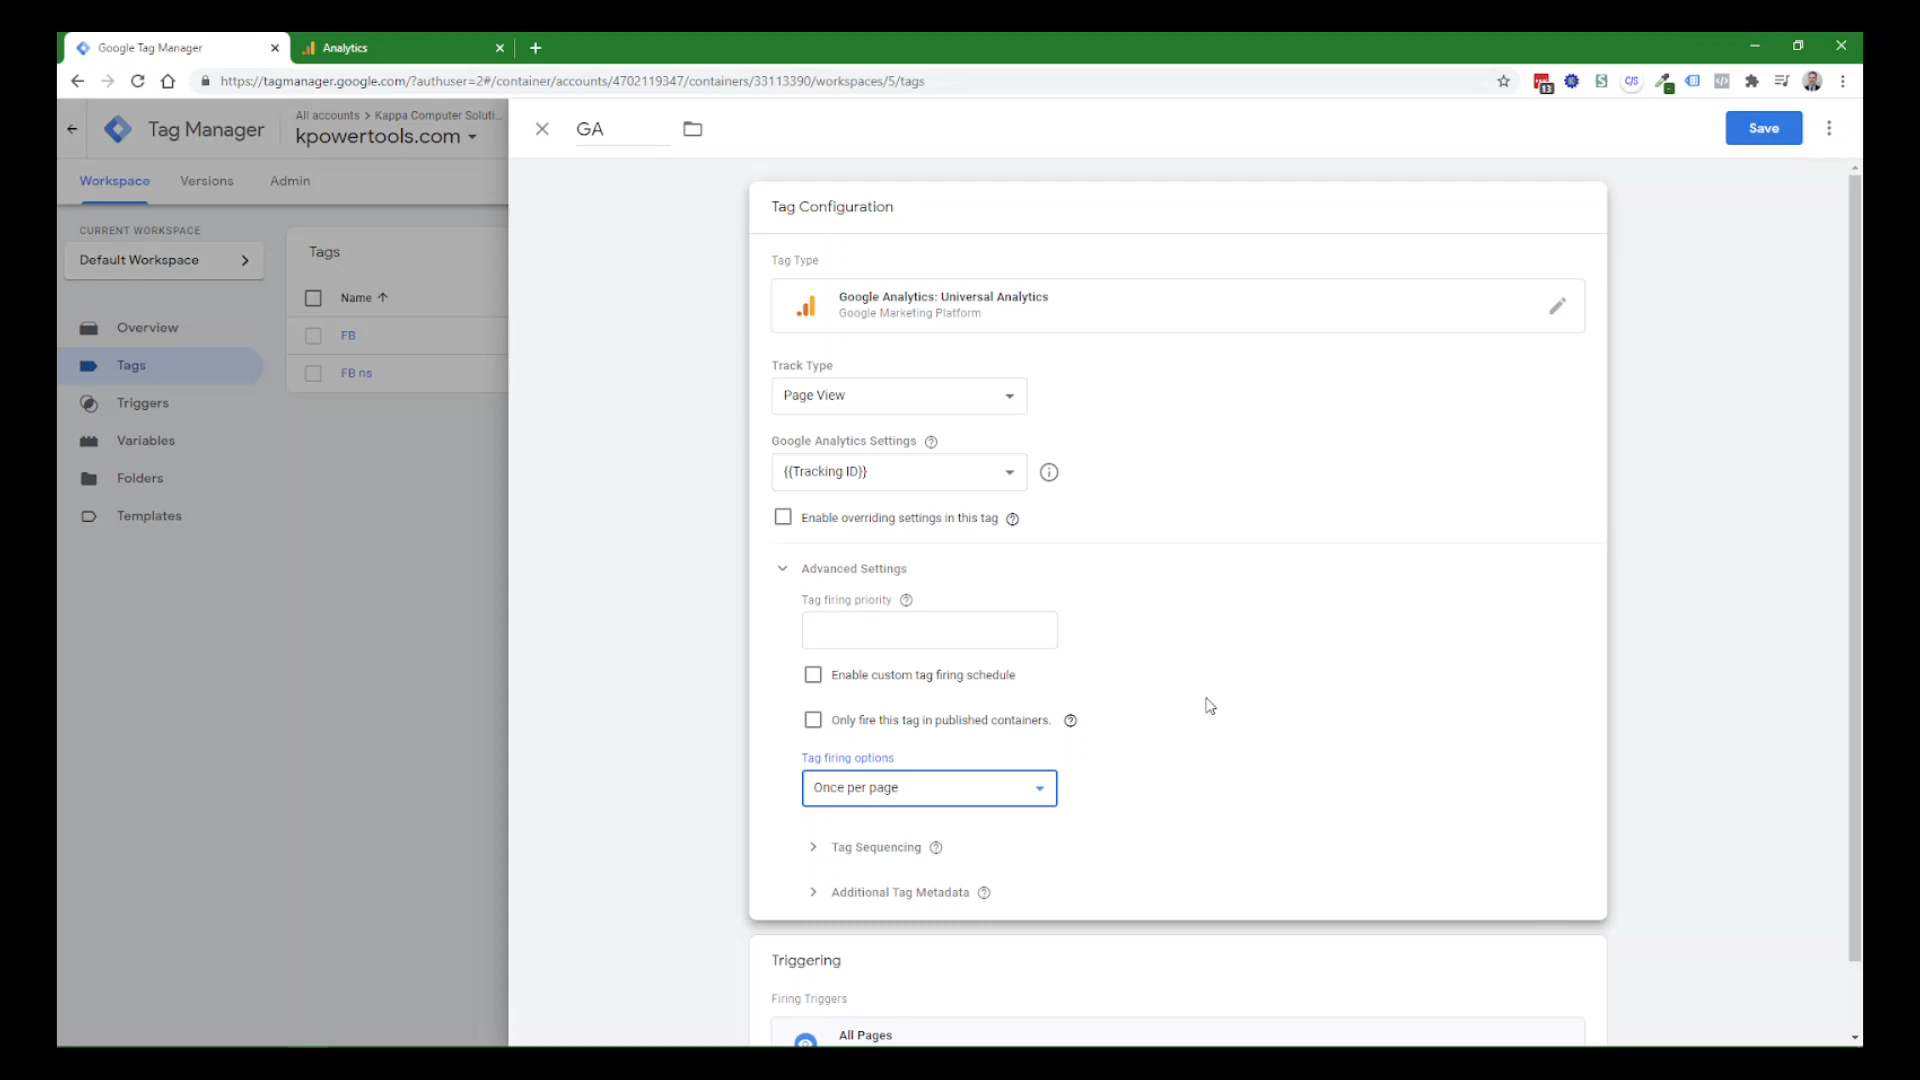 Google Tag Manager
Analytics
https://tagmanager.google.com/?authuser=2#/container/accounts/4702119347/containers/33113390/workspaces/5/tags
13
C/S
Tag Manager
All accounts > Kappa Computer Soluti...
kpowertools.com
GA
Save
Workspace
Versions
Admin
CURRENT WORKSPACE
Default Workspace
Overview
Tags
Triggers
Variables
Folders
Templates
Tags
Name
FB
FB ns
Tag Configuration
Tag Type
Google Analytics: Universal Analytics
Google Marketing Platform
Track Type
Page View
Google Analytics Settings
{{Tracking ID}}
Enable overriding settings in this tag
Advanced Settings
Tag firing priority
Enable custom tag firing schedule
Only fire this tag in published containers.
Tag firing options
Once per page
Tag Sequencing
Additional Tag Metadata
Triggering
Firing Triggers
All Pages